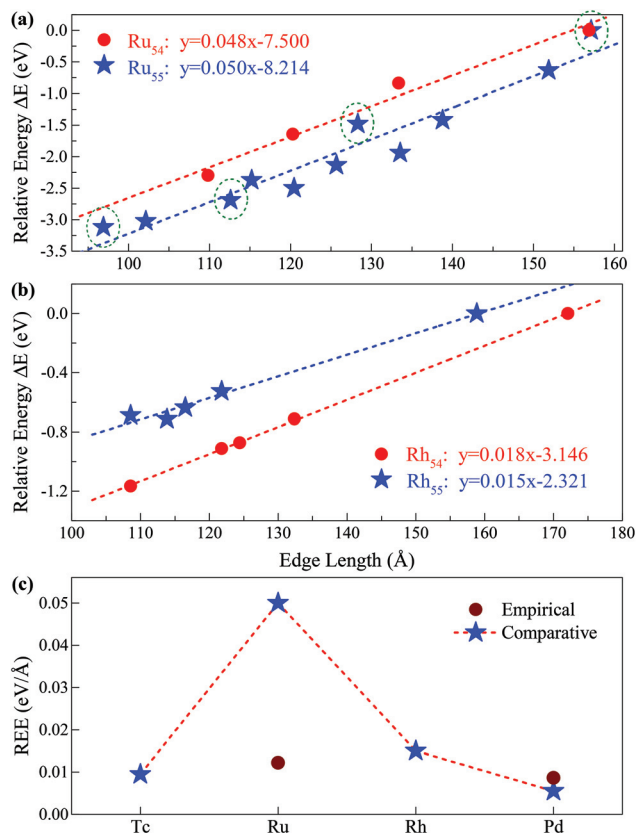 (a)
Ru54: y=0.048x-7.500
Ru55: y=0.050x-8.214
Relative Energy ΔE (eV)
0.0
-0.5
-1.0
-1.5
-2.0
-2.5
-3.0
-3.5
100 110 120 130 140 150 160
(b)
Relative Energy ΔE (eV)
0.0
-0.4
-0.8
-1.2
Rh54: y=0.018x-3.146
Rh55: y=0.015x-2.321
100 110 120 130 140 150 160 170 180
Edge Length (Å)
(c)
REE (eV/Å)
0.05
0.04
0.03
0.02
0.01
0.00
Empirical
Comparative
Tc Ru Rh Pd